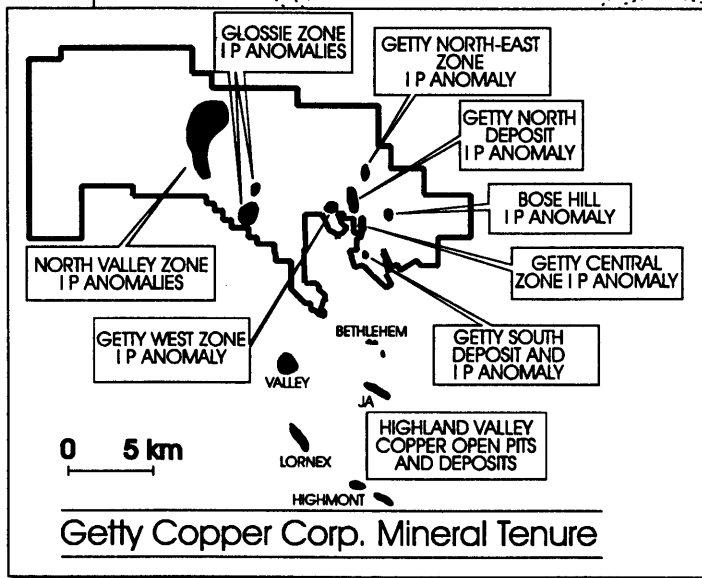 GLOSSIE ZONE
I P ANOMALIES
GETTY NORTH-EAST
ZONE
I P ANOMALY
GETTY NORTH
DEPOSIT
I P ANOMALY
BOSE HILL
I P ANOMALY
NORTH VALLEY ZONE
I P ANOMALIES
GETTY CENTRAL
ZONE I P ANOMALY
GETTY WEST ZONE
I P ANOMALY
GETTY SOUTH
DEPOSIT AND
I P ANOMALY
BETHLEHEM
VALLEY
JA
HIGHLAND VALLEY
COPPER OPEN PITS
AND DEPOSITS
0 5 km
LORNEX
HIGHMONT
Getty Copper Corp. Mineral Tenure